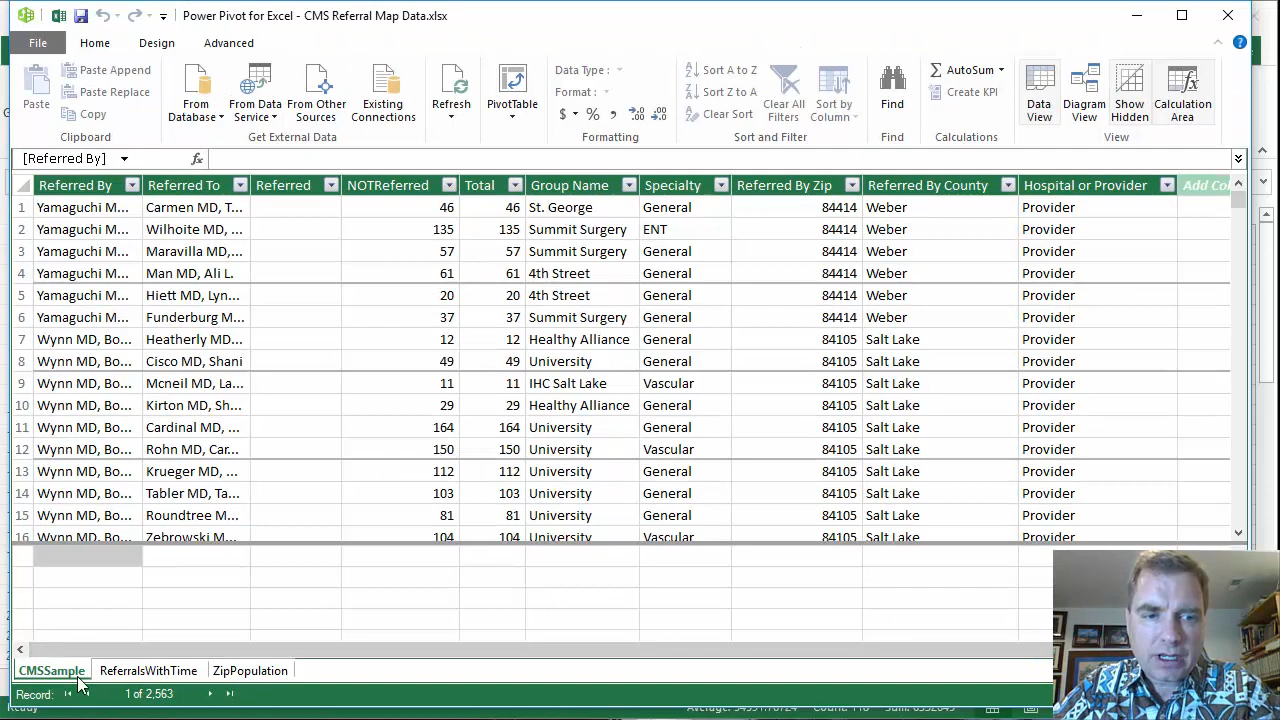 Power Pivot for Excel - CMS Referral Map Data.xlsx
File Home Design Advanced
Paste
Paste Append
Paste Replace
Copy
Clipboard
From Database
From Data Service
From Other Sources
Existing Connections
Get External Data
Refresh
PivotTable
Data Type :
Format :
$ % ,
Formatting
Sort A to Z
Sort Z to A
Clear Sort
Clear All Filters
Sort by Column
Sort and Filter
Find
Find
AutoSum
Create KPI
Calculations
Data View
Diagram View
Show Hidden
Calculation Area
View
[Referred By] fx
Referred By Referred To Referred NOTReferred Total Group Name Specialty Referred By Zip Referred By County Hospital or Provider
1 Yamaguchi M... Carmen MD, T... 46 46 St. George General 84414 Weber Provider
2 Yamaguchi M... Wilhoite MD, ... 135 135 Summit Surgery ENT 84414 Weber Provider
3 Yamaguchi M... Maravilla MD,... 57 57 Summit Surgery General 84414 Weber Provider
4 Yamaguchi M... Man MD, Ali L. 61 61 4th Street General 84414 Weber Provider
5 Yamaguchi M... Hiett MD, Lyn... 20 20 4th Street General 84414 Weber Provider
6 Yamaguchi M... Funderburg M... 37 37 Summit Surgery General 84414 Weber Provider
7 Wynn MD, Bo... Heatherly MD... 12 12 Healthy Alliance General 84105 Salt Lake Provider
8 Wynn MD, Bo... Cisco MD, Shani 49 49 University General 84105 Salt Lake Provider
9 Wynn MD, Bo... Mcneil MD, La... 11 11 IHC Salt Lake Vascular 84105 Salt Lake Provider
10 Wynn MD, Bo... Kirton MD, Sh... 29 29 Healthy Alliance General 84105 Salt Lake Provider
11 Wynn MD, Bo... Cardinal MD, ... 164 164 University General 84105 Salt Lake Provider
12 Wynn MD, Bo... Rohn MD, Car... 150 150 University Vascular 84105 Salt Lake Provider
13 Wynn MD, Bo... Krueger MD, ... 112 112 University General 84105 Salt Lake Provider
14 Wynn MD, Bo... Tabler MD, Ta... 103 103 University General 84105 Salt Lake Provider
15 Wynn MD, Bo... Roundtree M... 81 81 University General 84105 Salt Lake Provider
16 Wynn MD, Bo... Zebrowski M... 104 104 University Vascular 84105 Salt Lake Provider
CMSSample ReferralsWithTime ZipPopulation
Record: 1 of 2,563